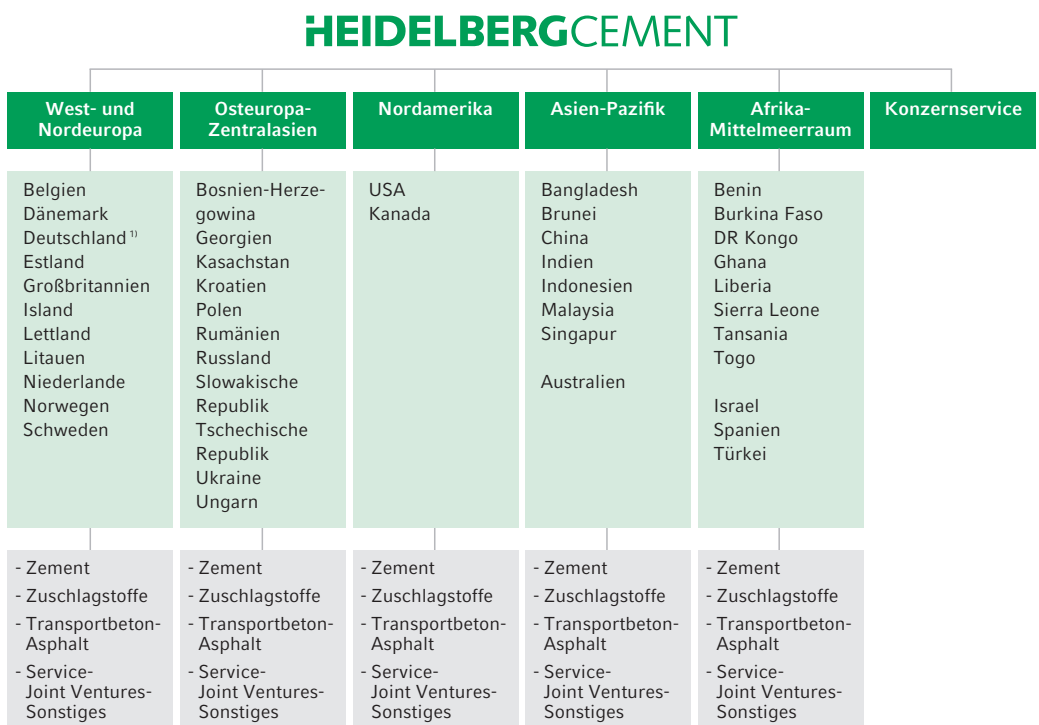 HEIDELBERGCEMENT
West- und
Nordeuropa
Osteuropa-
Zentralasien
Nordamerika
Asien-Pazifik
Afrika-
Mittelmeerraum
Konzernservice
Belgien
Dänemark
Deutschland 1)
Estland
Großbritannien
Island
Lettland
Litauen
Niederlande
Norwegen
Schweden
Bosnien-Herze-
gowina
Georgien
Kasachstan
Kroatien
Polen
Rumänien
Russland
Slowakische
Republik
Tschechische
Republik
Ukraine
Ungarn
USA
Kanada
Bangladesh
Brunei
China
Indien
Indonesien
Malaysia
Singapur
Australien
Benin
Burkina Faso
DR Kongo
Ghana
Liberia
Sierra Leone
Tansania
Togo
Israel
Spanien
Türkei
- Zement
- Zuschlagstoffe
- Transportbeton-
Asphalt
- Service-
Joint Ventures-
Sonstiges
- Zement
- Zuschlagstoffe
- Transportbeton-
Asphalt
- Service-
Joint Ventures-
Sonstiges
- Zement
- Zuschlagstoffe
- Transportbeton-
Asphalt
- Service-
Joint Ventures-
Sonstiges
- Zement
- Zuschlagstoffe
- Transportbeton-
Asphalt
- Service-
Joint Ventures-
Sonstiges
- Zement
- Zuschlagstoffe
- Transportbeton-
Asphalt
- Service-
Joint Ventures-
Sonstiges